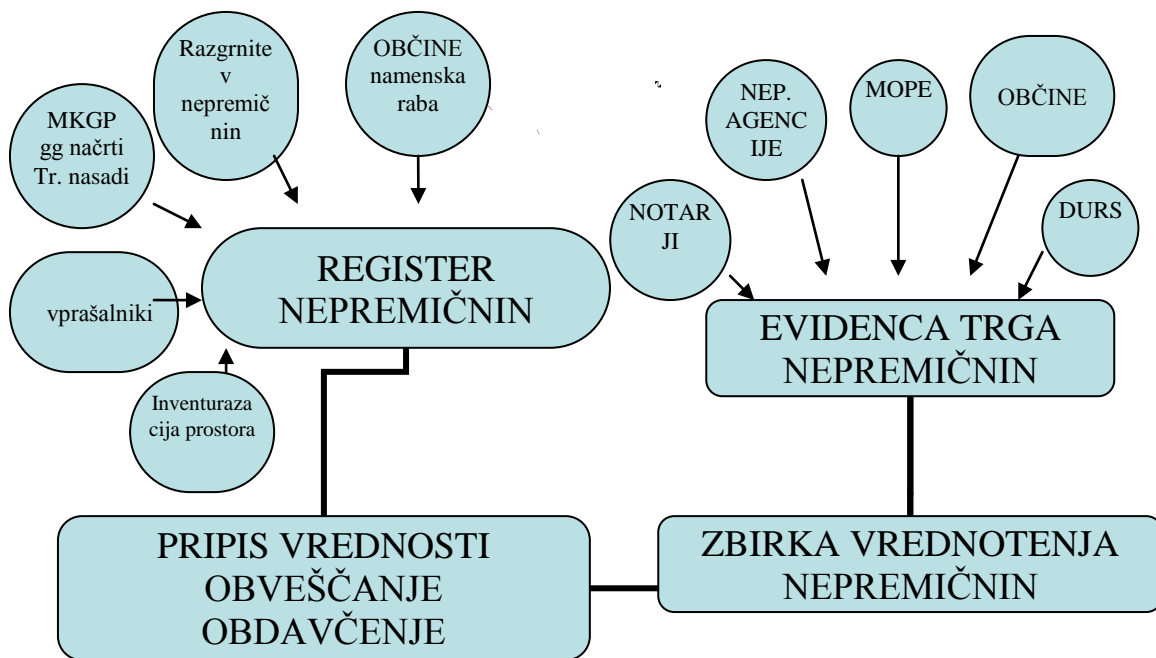 Razgrnite
v
nepremič
nin
OBČINE
namenska
raba
MKGP
gg načrti
Tr. nasadi
NEP.
AGENC
IJE
MOPE
OBČINE
NOTAR
JI
DURS
vprašalniki
REGISTER
NEPREMIČNIN
EVIDENCA TRGA
NEPREMIČNIN
Inventuraza
cija prostora
PRIPIS VREDNOSTI
OBVEŠČANJE
OBDAVČENJE
ZBIRKA VREDNOTENJA
NEPREMIČNIN